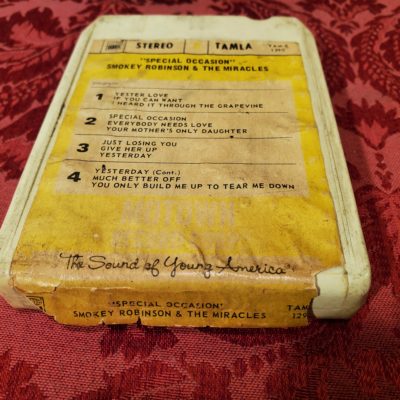 STEREO TAMLA
"SPECIAL OCCASION"
SMOKEY ROBINSON & THE MIRACLES
1 YESTER LOVE
IF YOU CAN WANT
I HEARD IT THROUGH THE GRAPEVINE
2 SPECIAL OCCASION
EVERYBODY NEEDS LOVE
YOUR MOTHER'S ONLY DAUGHTER
3 JUST LOSING YOU
GIVE HER UP
YESTERDAY
4 YESTERDAY (Cont.)
MUCH BETTER OFF
YOU ONLY BUILD ME UP TO TEAR ME DOWN
MOTOWN
"The Sound of Young America"
"SPECIAL OCCASION" TAM
SMOKEY ROBINSON & THE MIRACLES 129